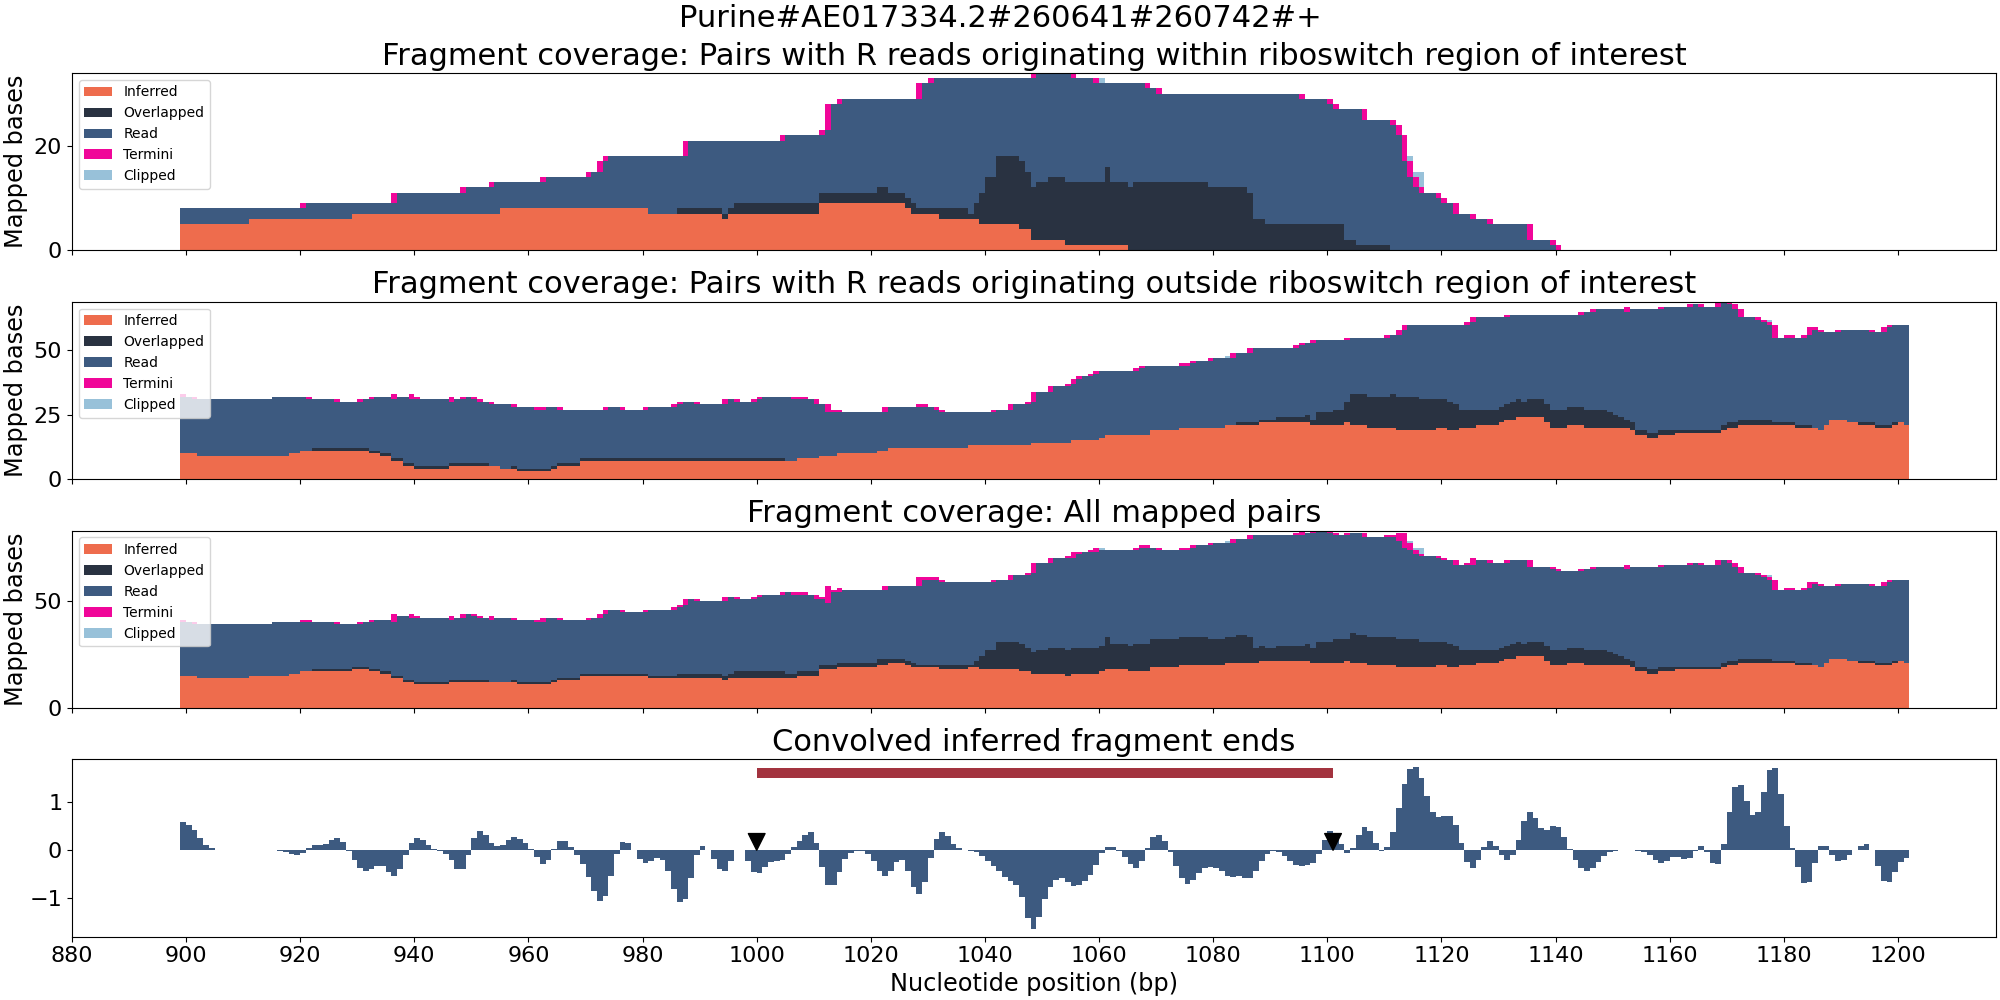 Purine#AE017334.2#260641#260742#+
Fragment coverage: Pairs with R reads originating within riboswitch region of interest
Mapped bases
20
0
Inferred
Overlapped
Read
Termini
Clipped
Fragment coverage: Pairs with R reads originating outside riboswitch region of interest
Mapped bases
50
25
0
Inferred
Overlapped
Read
Termini
Clipped
Fragment coverage: All mapped pairs
Mapped bases
50
0
Inferred
Overlapped
Read
Termini
Clipped
Convolved inferred fragment ends
1
0
−1
880 900 920 940 960 980 1000 1020 1040 1060 1080 1100 1120 1140 1160 1180 1200
Nucleotide position (bp)